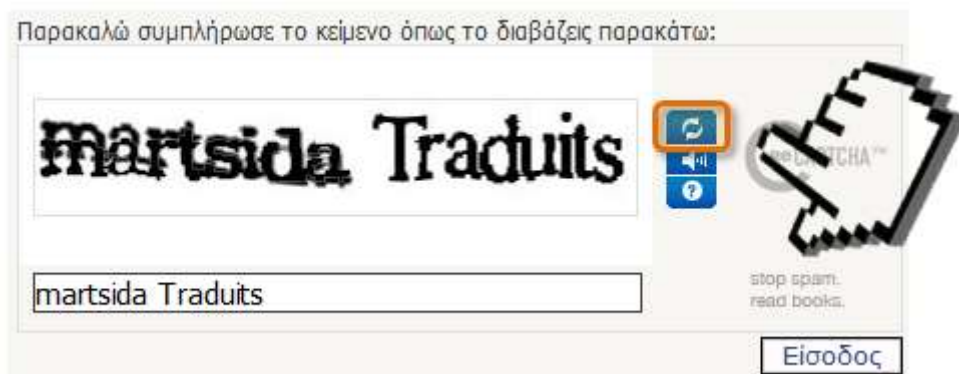 Παρακαλώ συμπλήρωσε το κείμενο όπως το διαβάζεις παρακάτω:
martsida Traduits
?
CAPTCHA™
martsida Traduits
stop spam.
read books.
Είσοδος